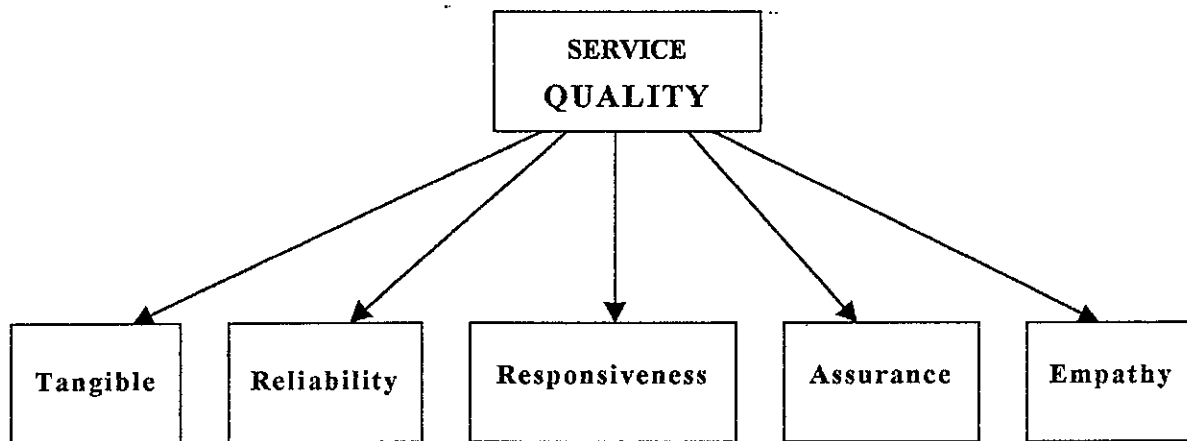 SERVICE
QUALITY
Tangible
Reliability
Responsiveness
Assurance
Empathy